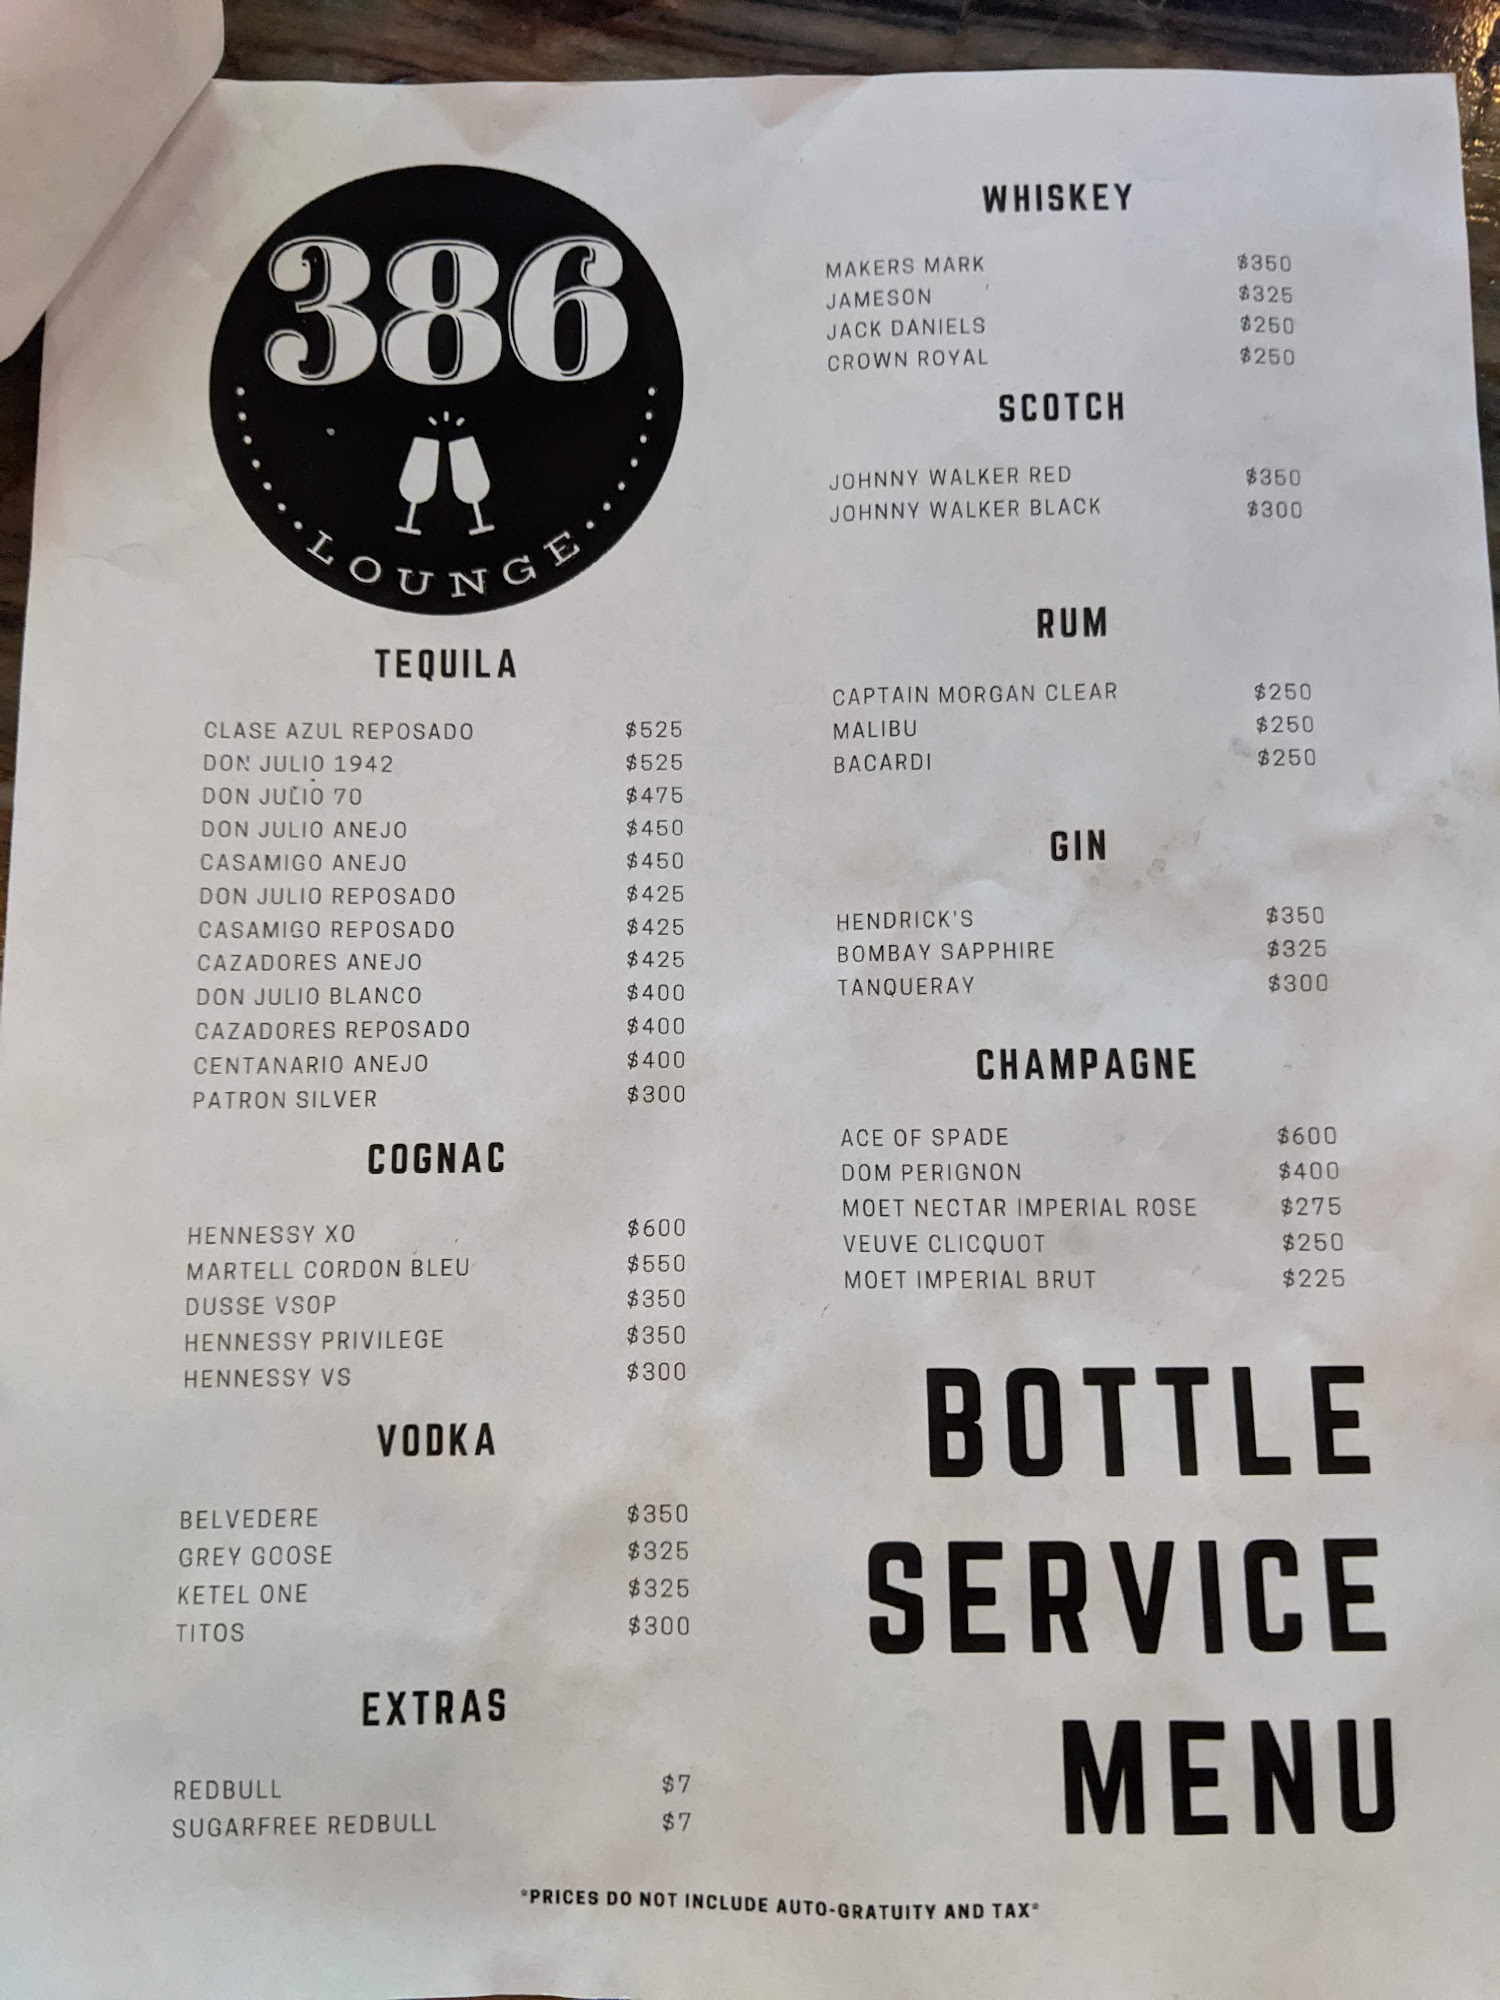 386
LOUNGE
TEQUILA
CLASE AZUL REPOSADO $525
DON JULIO 1942 $525
DON JULIO 70 $475
DON JULIO ANEJO $450
CASAMIGO ANEJO $450
DON JULIO REPOSADO $425
CASAMIGO REPOSADO $425
CAZADORES ANEJO $425
DON JULIO BLANCO $400
CAZADORES REPOSADO $400
CENTANARIO ANEJO $400
PATRON SILVER $300
COGNAC
HENNESSY XO $600
MARTELL CORDON BLEU $550
DUSSE VSOP $350
HENNESSY PRIVILEGE $350
HENNESSY VS $300
VODKA
BELVEDERE $350
GREY GOOSE $325
KETEL ONE $325
TITOS $300
EXTRAS
REDBULL $7
SUGARFREE REDBULL $7
WHISKEY
MAKERS MARK $350
JAMESON $325
JACK DANIELS $250
CROWN ROYAL $250
SCOTCH
JOHNNY WALKER RED $350
JOHNNY WALKER BLACK $300
RUM
CAPTAIN MORGAN CLEAR $250
MALIBU $250
BACARDI $250
GIN
HENDRICK'S $350
BOMBAY SAPPHIRE $325
TANQUERAY $300
CHAMPAGNE
ACE OF SPADE $600
DOM PERIGNON $400
MOET NECTAR IMPERIAL ROSE $275
VEUVE CLICQUOT $250
MOET IMPERIAL BRUT $225
BOTTLE
SERVICE
MENU
*PRICES DO NOT INCLUDE AUTO-GRATUITY AND TAX*